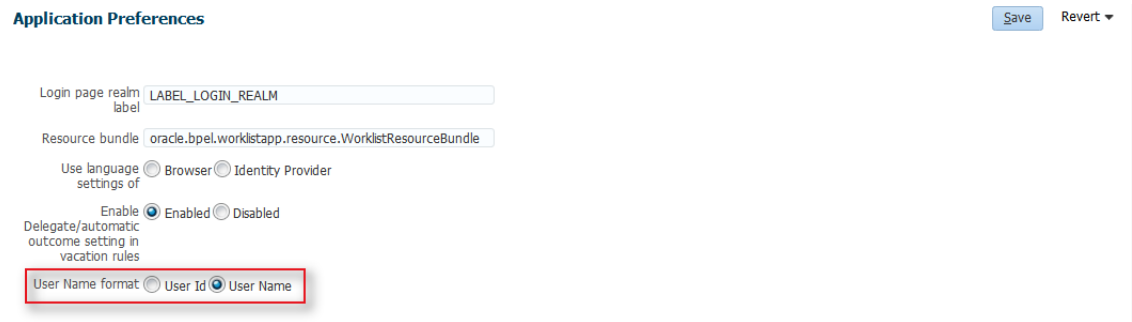 Application Preferences
Save Revert
Login page realm LABEL_LOGIN_REALM
label
Resource bundle oracle.bpel.worklistapp.resource.WorklistResourceBundle
Use language Browser Identity Provider
settings of
Enable Enabled Disabled
Delegate/automatic
outcome setting in
vacation rules
User Name format User Id User Name